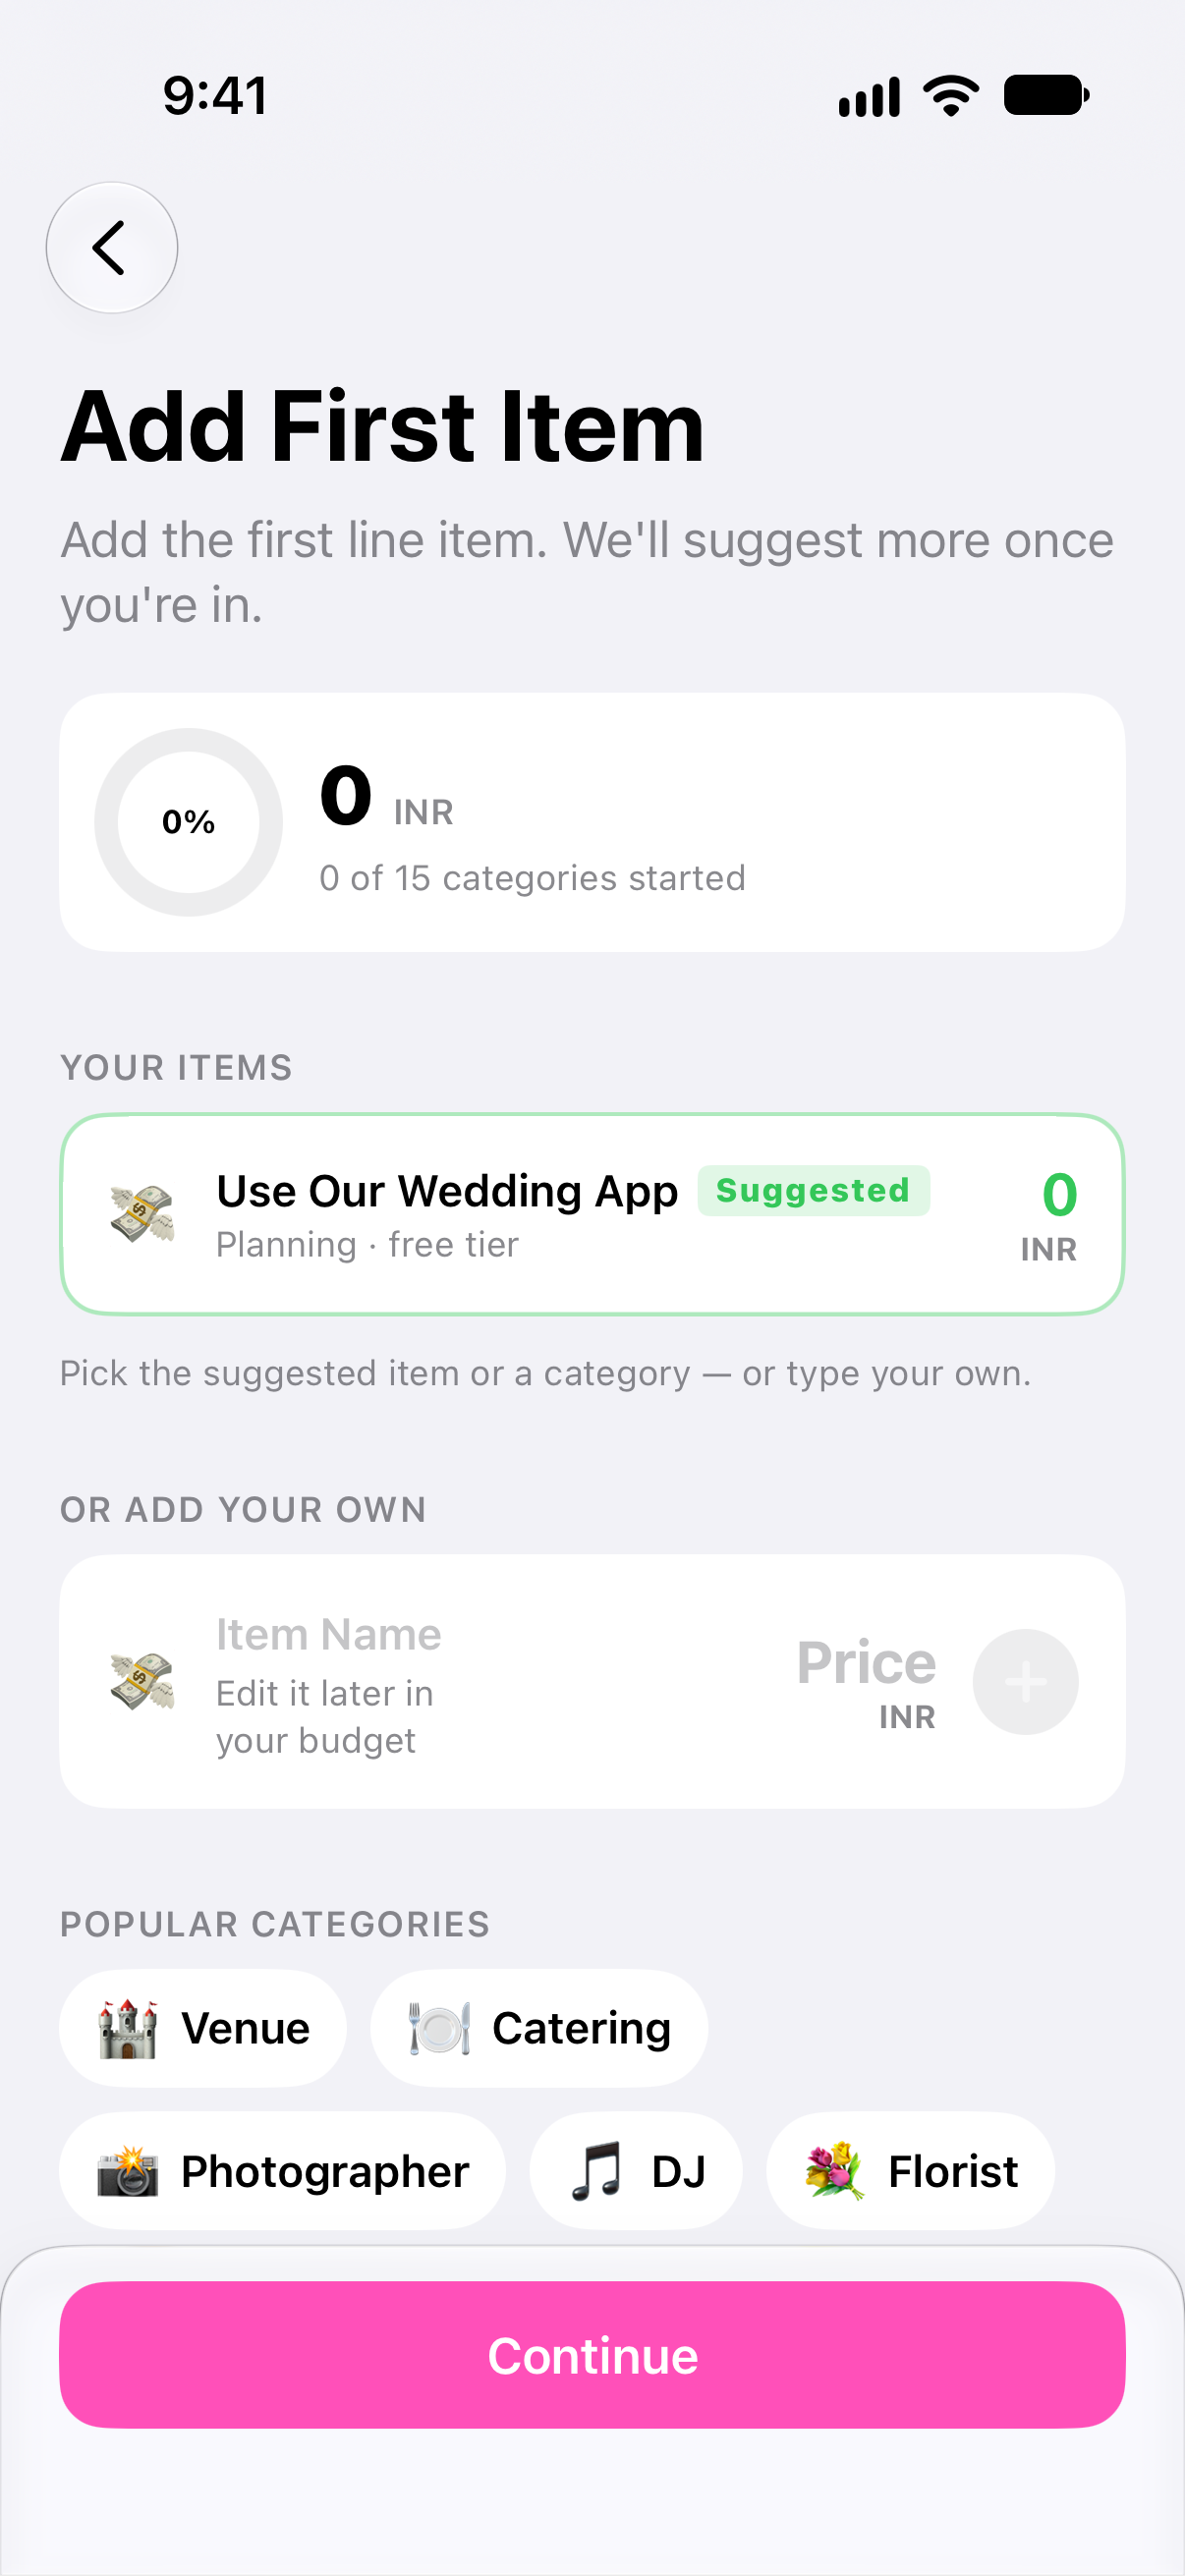 9:41
Add First Item
Add the first line item. We'll suggest more once
you're in.
0%
0 INR
0 of 15 categories started
YOUR ITEMS
Use Our Wedding App Suggested
Planning · free tier
0
INR
Pick the suggested item or a category — or type your own.
OR ADD YOUR OWN
Item Name
Edit it later in
your budget
Price
INR
POPULAR CATEGORIES
Venue Catering
Photographer DJ Florist
Continue